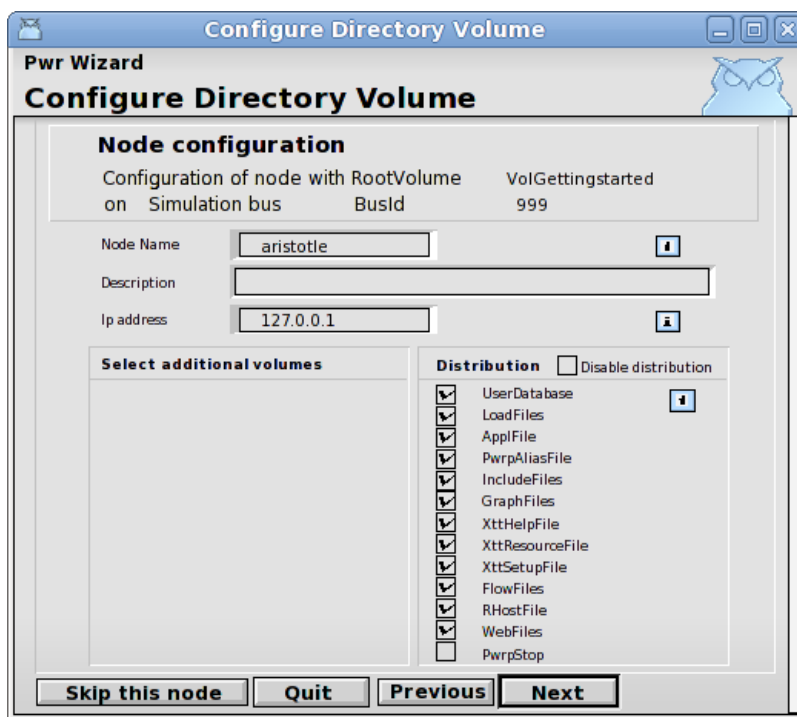 Configure Directory Volume
Pwr Wizard
Configure Directory Volume
Node configuration
Configuration of node with RootVolume VolGettingstarted
on Simulation bus BusId 999
Node Name aristotle
Description
Ip address 127.0.0.1
Select additional volumes
Distribution Disable distribution
UserDatabase
LoadFiles
ApplFile
PwrpAliasFile
IncludeFiles
GraphFiles
XttHelpFile
XttResourceFile
XttSetupFile
FlowFiles
RHostFile
WebFiles
PwrpStop
Skip this node Quit Previous Next